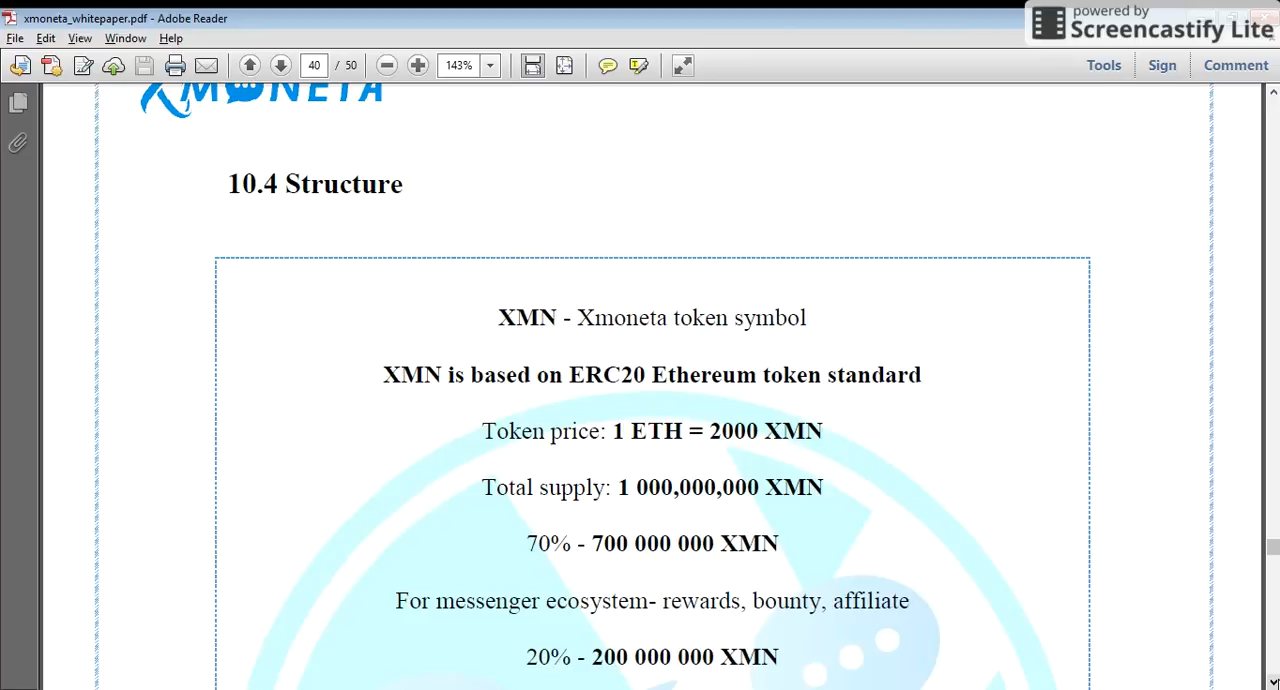 xmoneta_whitepaper.pdf - Adobe Reader
powered by
Screencastify Lite
File Edit View Window Help
40 / 50 143% Tools Sign Comment
XMONETA
10.4 Structure
XMN - Xmoneta token symbol
XMN is based on ERC20 Ethereum token standard
Token price: 1 ETH = 2000 XMN
Total supply: 1 000,000,000 XMN
70% - 700 000 000 XMN
For messenger ecosystem- rewards, bounty, affiliate
20% - 200 000 000 XMN